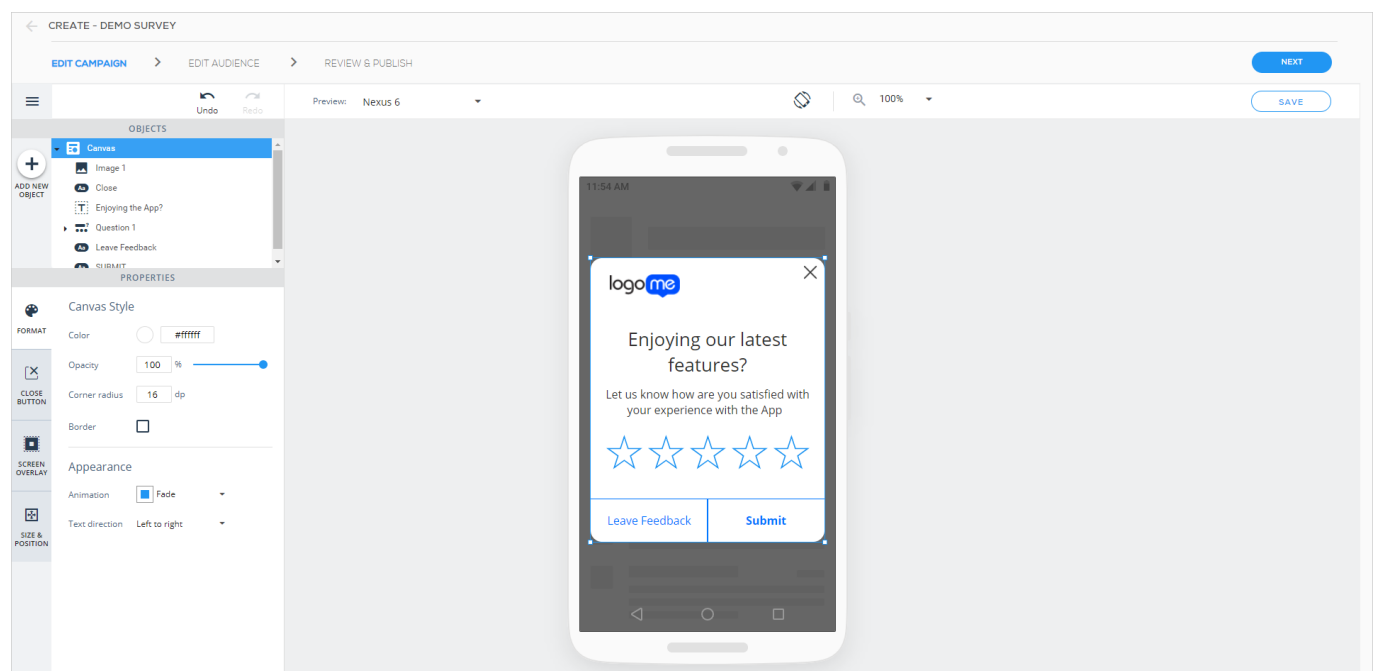 CREATE - DEMO SURVEY
EDIT CAMPAIGN
EDIT AUDIENCE
REVIEW & PUBLISH
NEXT
Undo
Redo
Preview:
Nexus 6
100%
SAVE
OBJECTS
ADD NEW
OBJECT
Canvas
Image 1
Aa Close
T Enjoying the App?
Question 1
Aa Leave Feedback
SUBMIT
PROPERTIES
FORMAT
CLOSE
BUTTON
SCREEN
OVERLAY
SIZE &
POSITION
Canvas Style
Color #ffffff
Opacity 100 %
Corner radius 16 dp
Border
Appearance
Animation Fade
Text direction Left to right
11:54 AM
logome
Enjoying our latest
features?
Let us know how are you satisfied with
your experience with the App
Leave Feedback
Submit